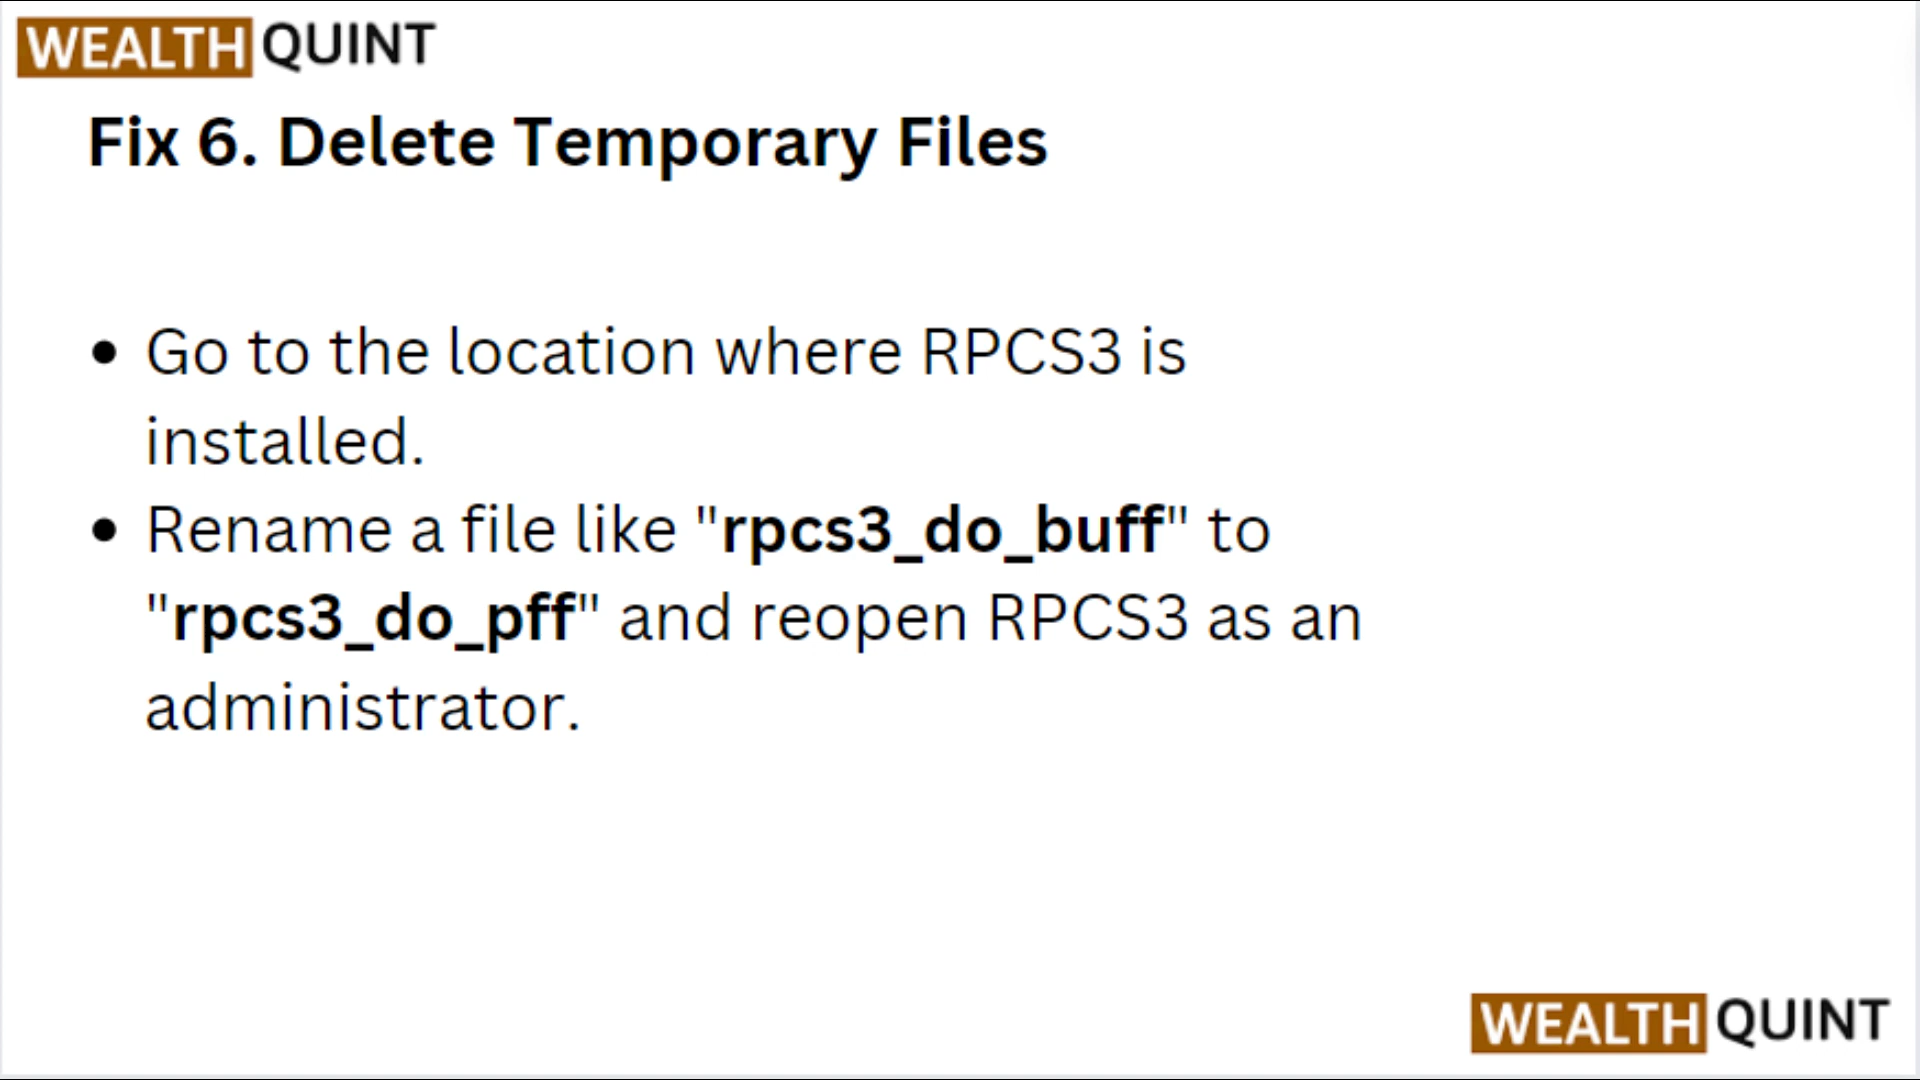 WEALTH QUINT
Fix 6. Delete Temporary Files
• Go to the location where RPCS3 is
installed.
• Rename a file like "rpcs3_do_buff" to
"rpcs3_do_pff" and reopen RPCS3 as an
administrator.
WEALTH QUINT